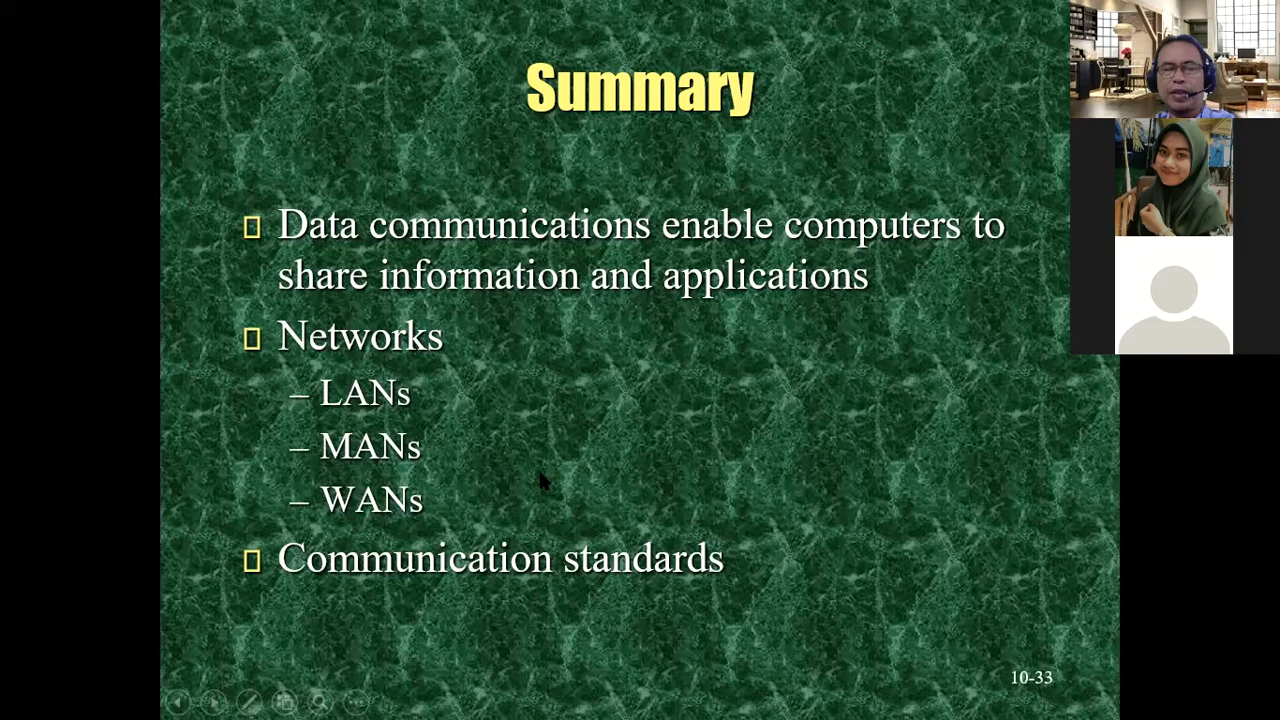 Summary
Data communications enable computers to
share information and applications
Networks
– LANs
– MANs
– WANs
Communication standards
10-33